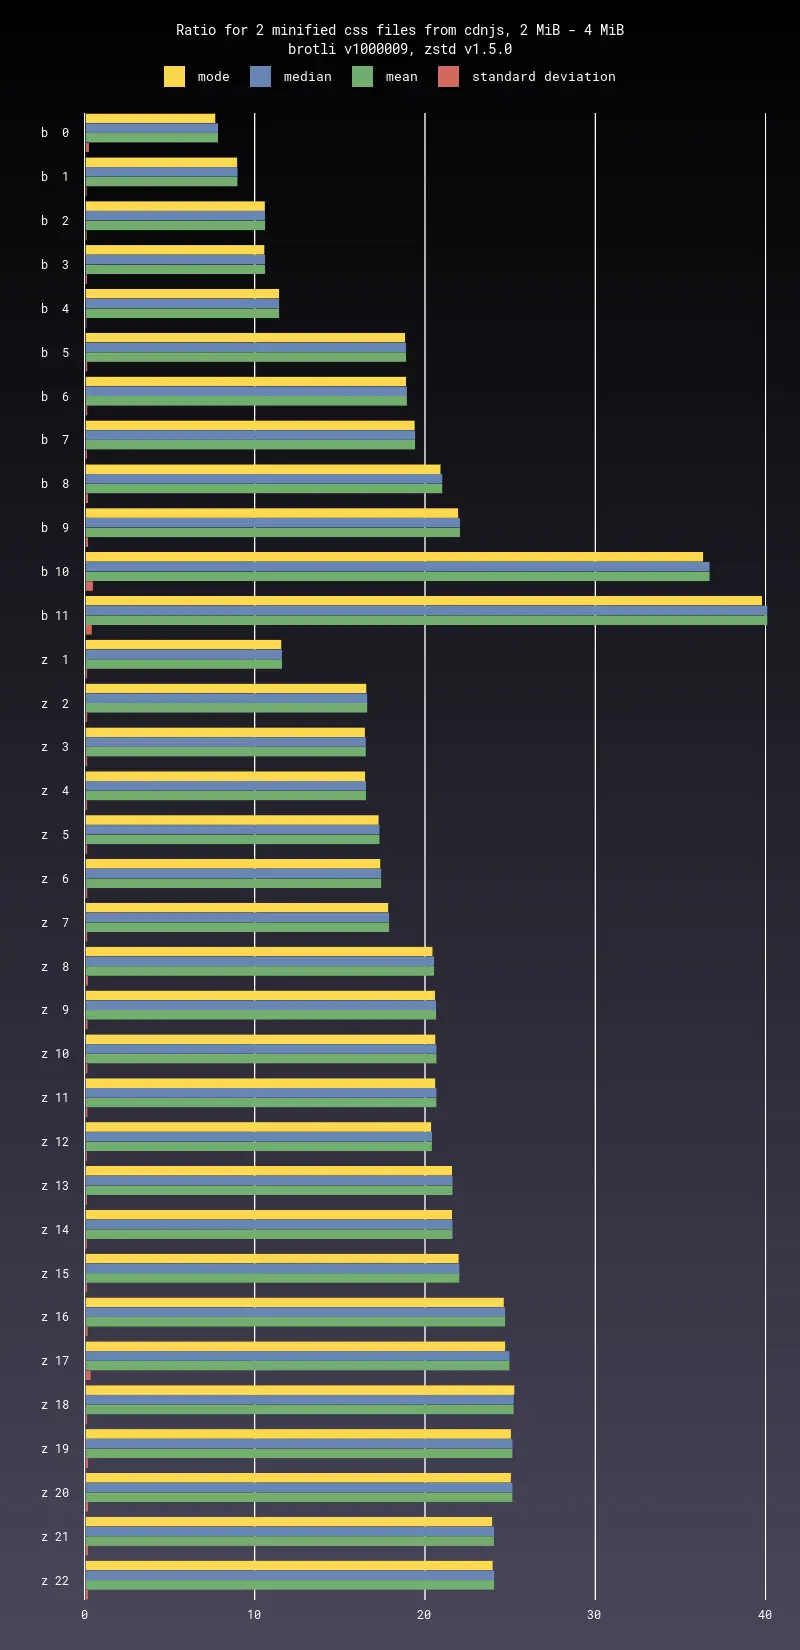 Ratio for 2 minified css files from cdnjs, 2 MiB - 4 MiB
brotli v1000009, zstd v1.5.0
mode median mean standard deviation
b 0
b 1
b 2
b 3
b 4
b 5
b 6
b 7
b 8
b 9
b 10
b 11
z 1
z 2
z 3
z 4
z 5
z 6
z 7
z 8
z 9
z 10
z 11
z 12
z 13
z 14
z 15
z 16
z 17
z 18
z 19
z 20
z 21
z 22
0 10 20 30 40